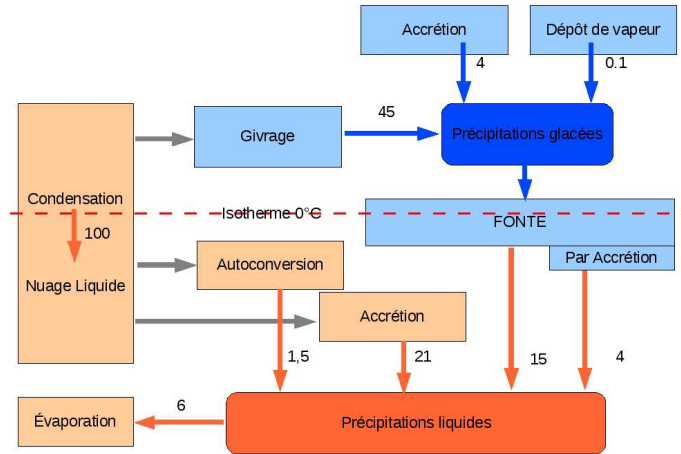 Accrétion
Dépôt de vapeur
4
0.1
45
Givrage
Précipitations glacées
Condensation
Isotherme 0°C
FONTE
100
Par Accrétion
Autoconversion
Nuage Liquide
Accrétion
1,5
21
15
4
6
Évaporation
Précipitations liquides